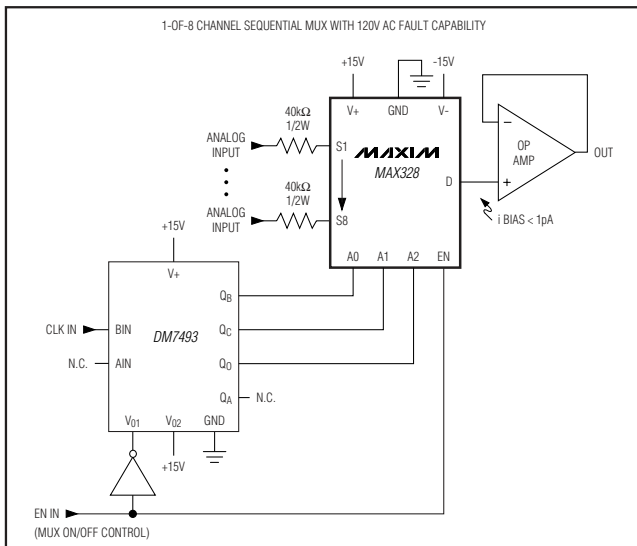 1-OF-8 CHANNEL SEQUENTIAL MUX WITH 120V AC FAULT CAPABILITY
+15V
-15V
40kΩ
1/2W
V+
GND
V-
ANALOG
INPUT
S1
MAXIM
MAX328
OP
AMP
−
+
OUT
D
i BIAS < 1pA
40kΩ
1/2W
ANALOG
INPUT
S8
A0
A1
A2
EN
+15V
V+
QB
CLK IN
BIN
DM7493
QC
N.C.
AIN
QO
QA
N.C.
V01
V02
GND
+15V
EN IN
(MUX ON/OFF CONTROL)